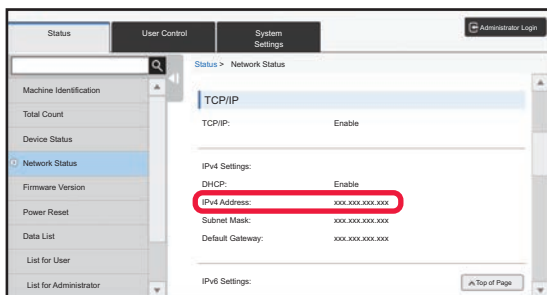 Status
User Control
System
Settings
Administrator Login
Status > Network Status
Machine Identification
Total Count
Device Status
Network Status
Firmware Version
Power Reset
Data List
List for User
List for Administrator
TCP/IP
TCP/IP: Enable
IPv4 Settings:
DHCP: Enable
IPv4 Address: xxx.xxx.xxx.xxx
Subnet Mask: xxx.xxx.xxx.xxx
Default Gateway: xxx.xxx.xxx.xxx
IPv6 Settings:
Top of Page